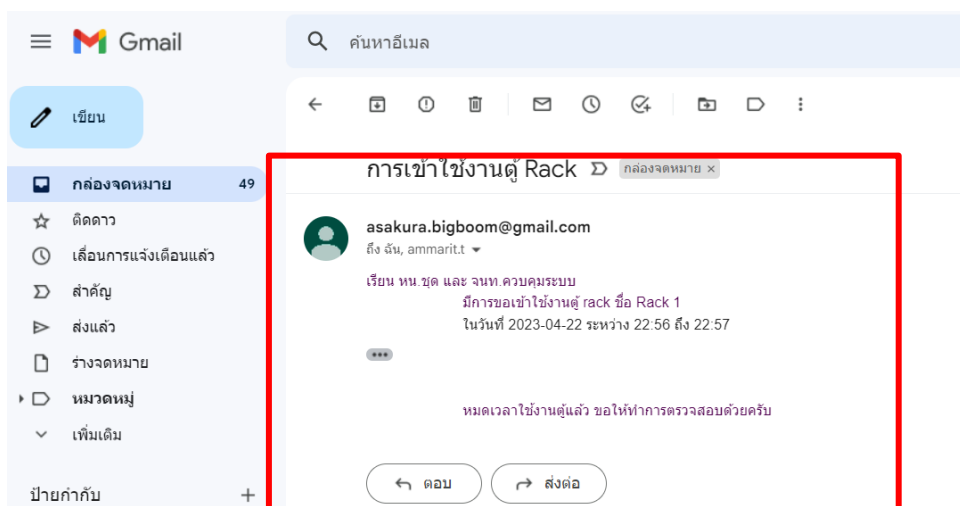 Gmail
ค้นหาอีเมล
เขียน
กล่องจดหมาย 49
ติดดาว
เลื่อนการแจ้งเตือนแล้ว
สำคัญ
ส่งแล้ว
ร่างจดหมาย
หมวดหมู่
เพิ่มเติม
ป้ายกำกับ +
การเข้าใช้งานตู้ Rack กล่องจดหมาย ×
asakura.bigboom@gmail.com
ถึง ฉัน, ammarit.t
เรียน หน.ชุด และ จนท.ควบคุมระบบ
มีการขอเข้าใช้งานตู้ rack ชื่อ Rack 1
ในวันที่ 2023-04-22 ระหว่าง 22:56 ถึง 22:57
หมดเวลาใช้งานตู้แล้ว ขอให้ทำการตรวจสอบด้วยครับ
ตอบ
ส่งต่อ